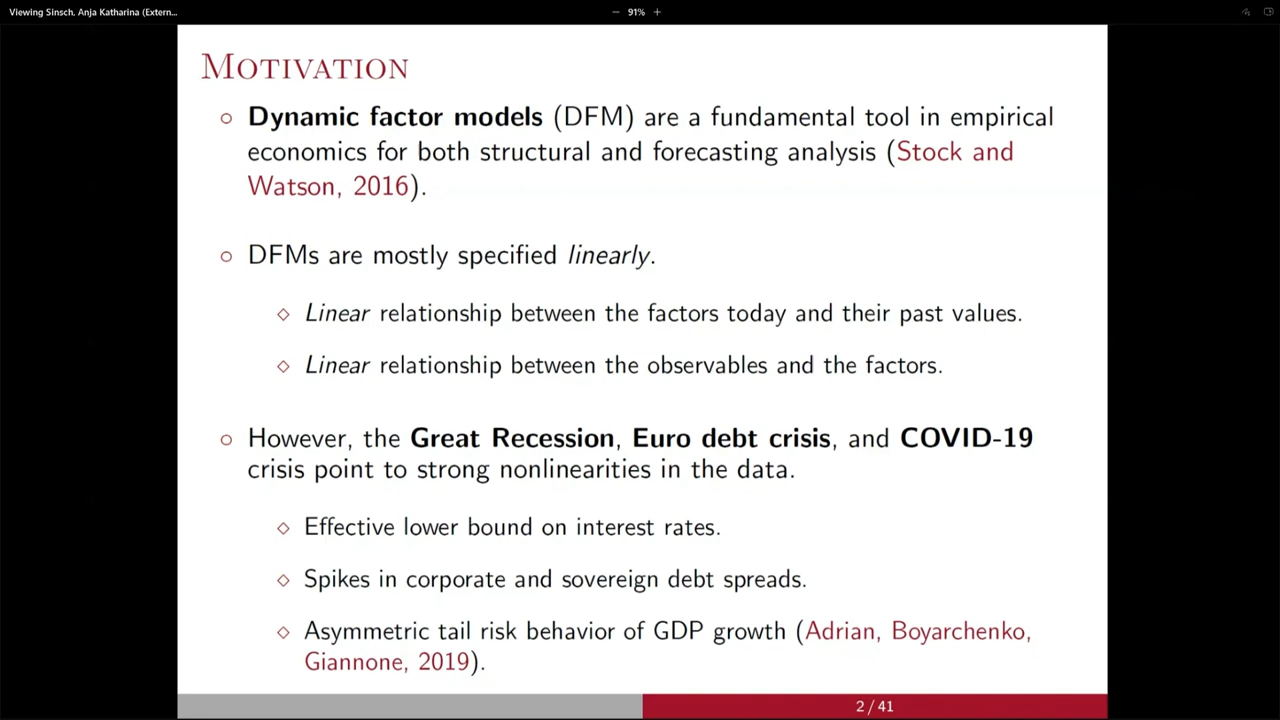 Viewing Sinsch, Anja Katharina (Extern...
− 91% +
MOTIVATION
○ Dynamic factor models (DFM) are a fundamental tool in empirical
economics for both structural and forecasting analysis (Stock and
Watson, 2016).
○ DFMs are mostly specified linearly.
◇ Linear relationship between the factors today and their past values.
◇ Linear relationship between the observables and the factors.
○ However, the Great Recession, Euro debt crisis, and COVID-19
crisis point to strong nonlinearities in the data.
◇ Effective lower bound on interest rates.
◇ Spikes in corporate and sovereign debt spreads.
◇ Asymmetric tail risk behavior of GDP growth (Adrian, Boyarchenko,
Giannone, 2019).
2 / 41